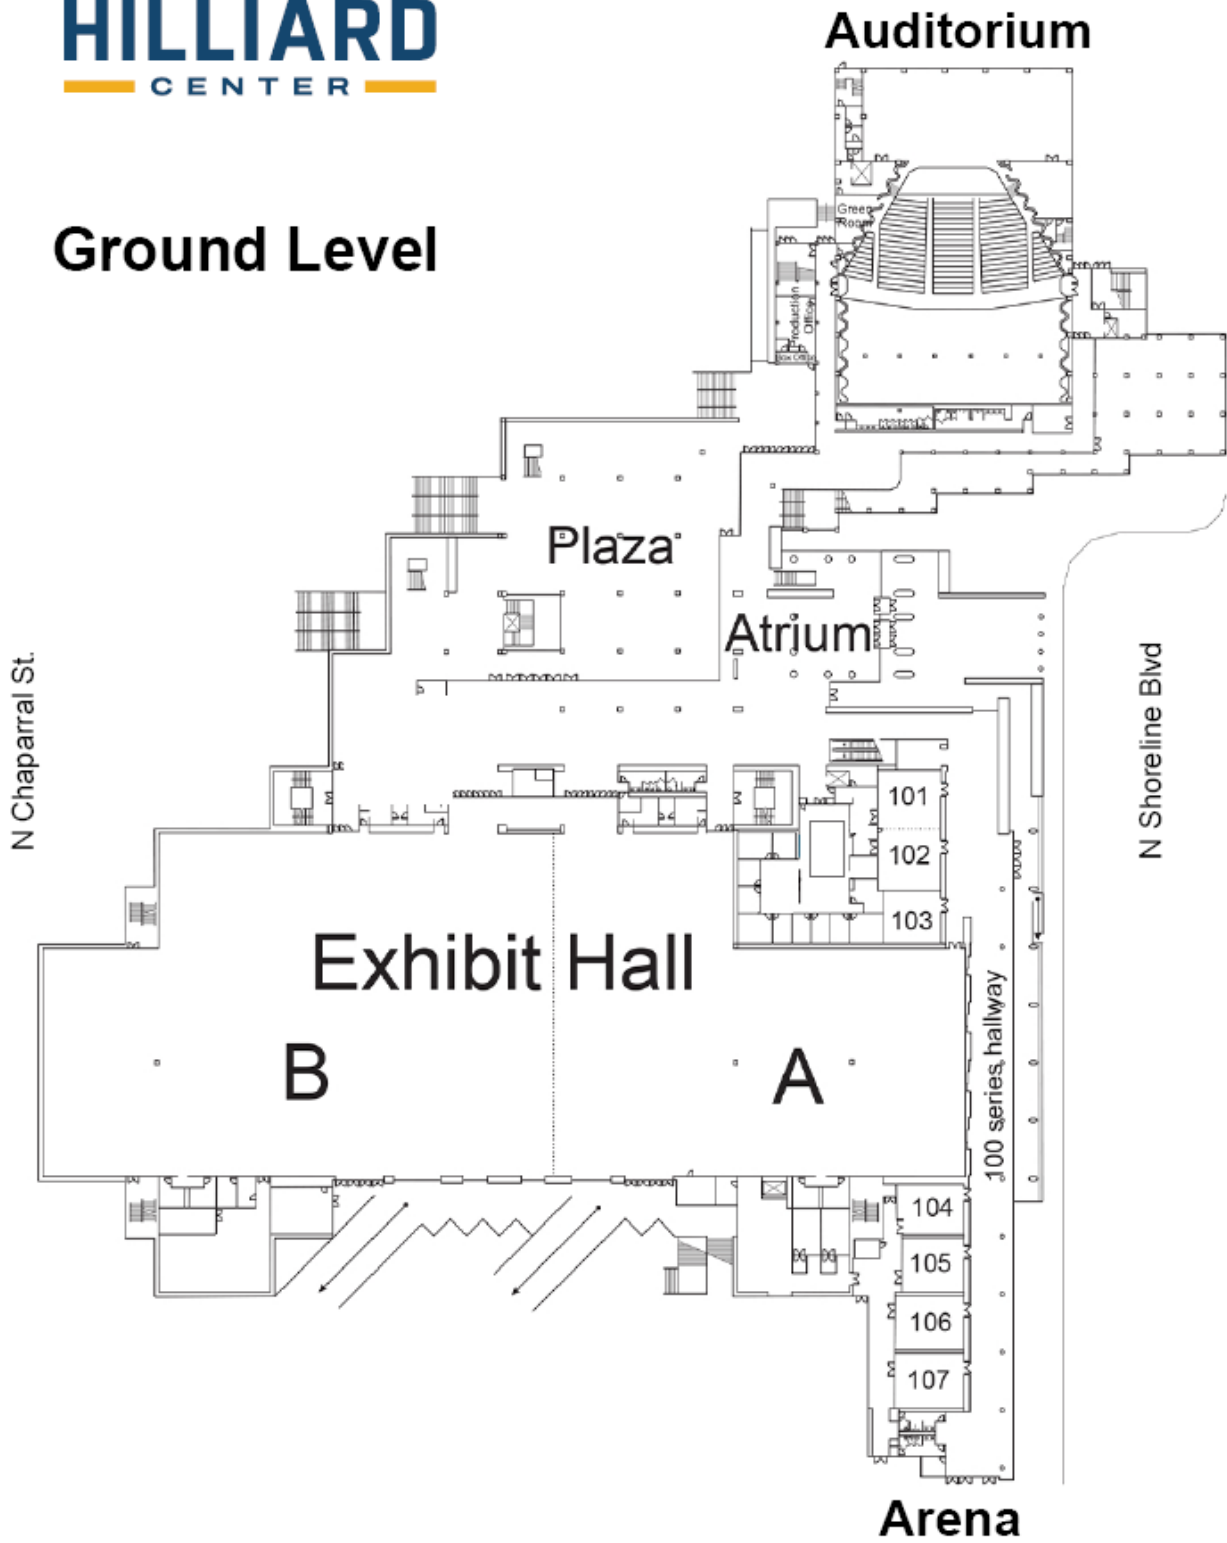 HILLIARD
CENTER
Auditorium
Ground Level
Green
Room
Production
Office
Box Office
Plaza
Atrium
N Chaparral St.
N Shoreline Blvd
101
102
103
Exhibit Hall
B
A
100 series hallway
104
105
106
107
Arena